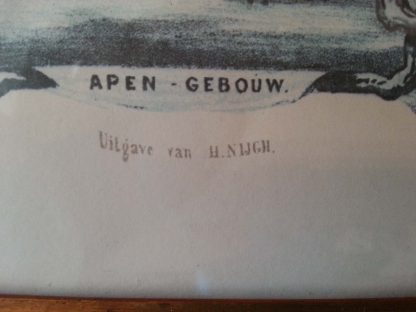 APEN - GEBOUW.
Uitgave van H. NIJGH.